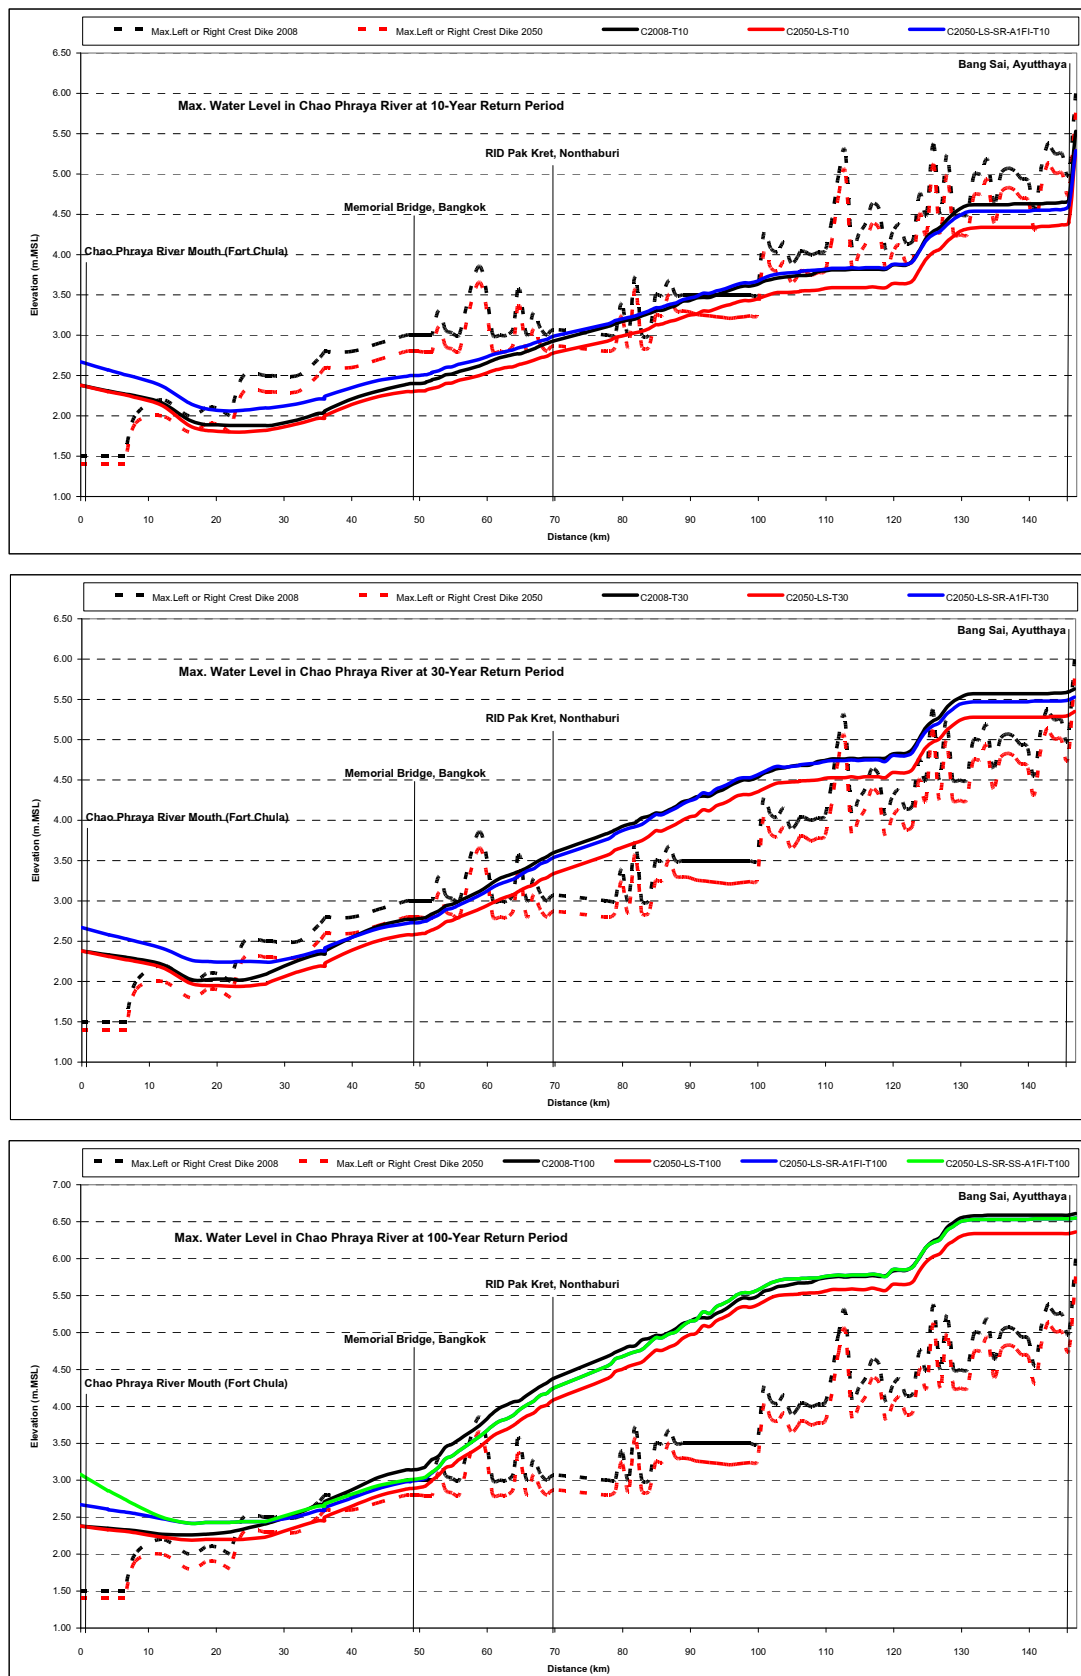 Max.Left or Right Crest Dike 2008 Max.Left or Right Crest Dike 2050 C2008-T10 C2050-LS-T10 C2050-LS-SR-A1FI-T10
6.50
Bang Sai, Ayutthaya
6.00
Max. Water Level in Chao Phraya River at 10-Year Return Period
5.50
RID Pak Kret, Nonthaburi
5.00
4.50
Memorial Bridge, Bangkok
4.00
Chao Phraya River Mouth (Fort Chula)
3.50
3.00
2.50
2.00
1.50
1.00
Elevation (m.MSL)
0 10 20 30 40 50 60 70 80 90 100 110 120 130 140
Distance (km)
Max.Left or Right Crest Dike 2008 Max.Left or Right Crest Dike 2050 C2008-T30 C2050-LS-T30 C2050-LS-SR-A1FI-T30
6.50
Bang Sai, Ayutthaya
6.00
Max. Water Level in Chao Phraya River at 30-Year Return Period
5.50
RID Pak Kret, Nonthaburi
5.00
4.50
Memorial Bridge, Bangkok
4.00
Chao Phraya River Mouth (Fort Chula)
3.50
3.00
2.50
2.00
1.50
1.00
Elevation (m.MSL)
0 10 20 30 40 50 60 70 80 90 100 110 120 130 140
Distance (km)
Max.Left or Right Crest Dike 2008 Max.Left or Right Crest Dike 2050 C2008-T100 C2050-LS-T100 C2050-LS-SR-A1FI-T100 C2050-LS-SR-SS-A1FI-T100
7.00
Bang Sai, Ayutthaya
6.50
Max. Water Level in Chao Phraya River at 100-Year Return Period
6.00
RID Pak Kret, Nonthaburi
5.50
5.00
Memorial Bridge, Bangkok
4.50
Chao Phraya River Mouth (Fort Chula)
4.00
3.50
3.00
2.50
2.00
1.50
1.00
Elevation (m.MSL)
0 10 20 30 40 50 60 70 80 90 100 110 120 130 140
Distance (km)